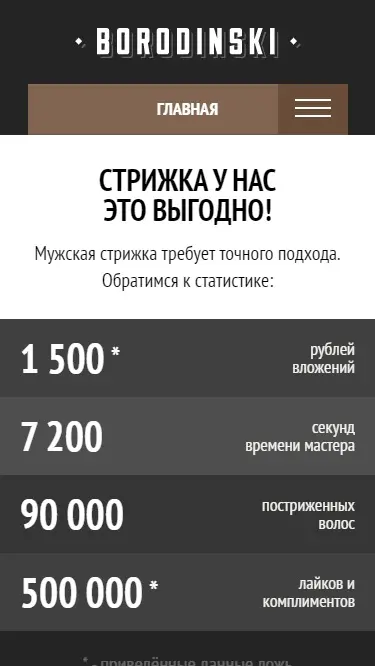 BORODINSKI
ГЛАВНАЯ
СТРИЖКА У НАС
ЭТО ВЫГОДНО!
Мужская стрижка требует точного подхода.
Обратимся к статистике:
1 500 *
рублей
вложений
7 200
секунд
времени мастера
90 000
постриженных
волос
500 000 *
лайков и
комплиментов
* - приведённые данные ложь